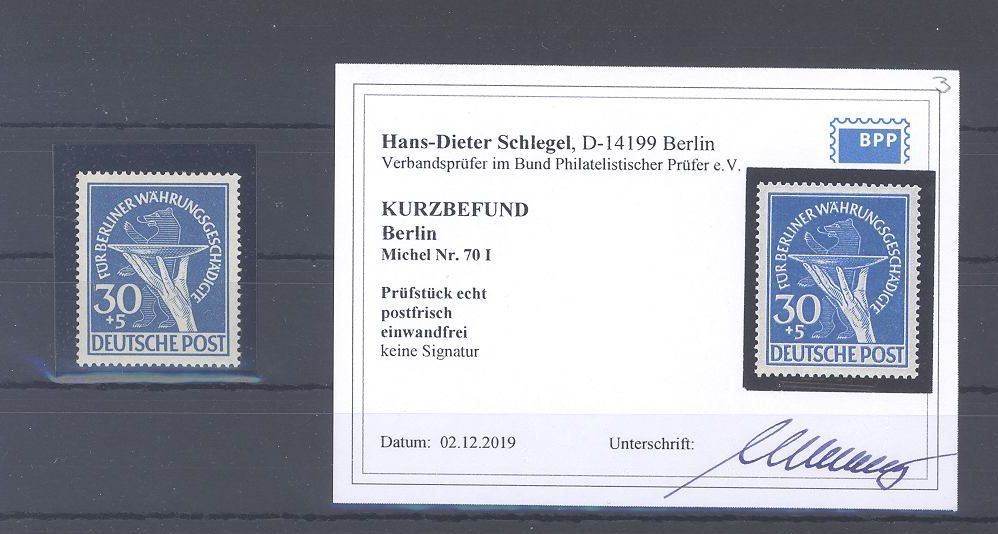 FÜR BERLINER WÄHRUNGSGESCHÄDIGTE
30
+5
DEUTSCHE POST
3
Hans-Dieter Schlegel, D-14199 Berlin
Verbandsprüfer im Bund Philatelistischer Prüfer e.V.
BPP
KURZBEFUND
Berlin
Michel Nr. 70 I
Prüfstück echt
postfrisch
einwandfrei
keine Signatur
FÜR BERLINER WÄHRUNGSGESCHÄDIGTE
30
+5
DEUTSCHE POST
Datum: 02.12.2019
Unterschrift: